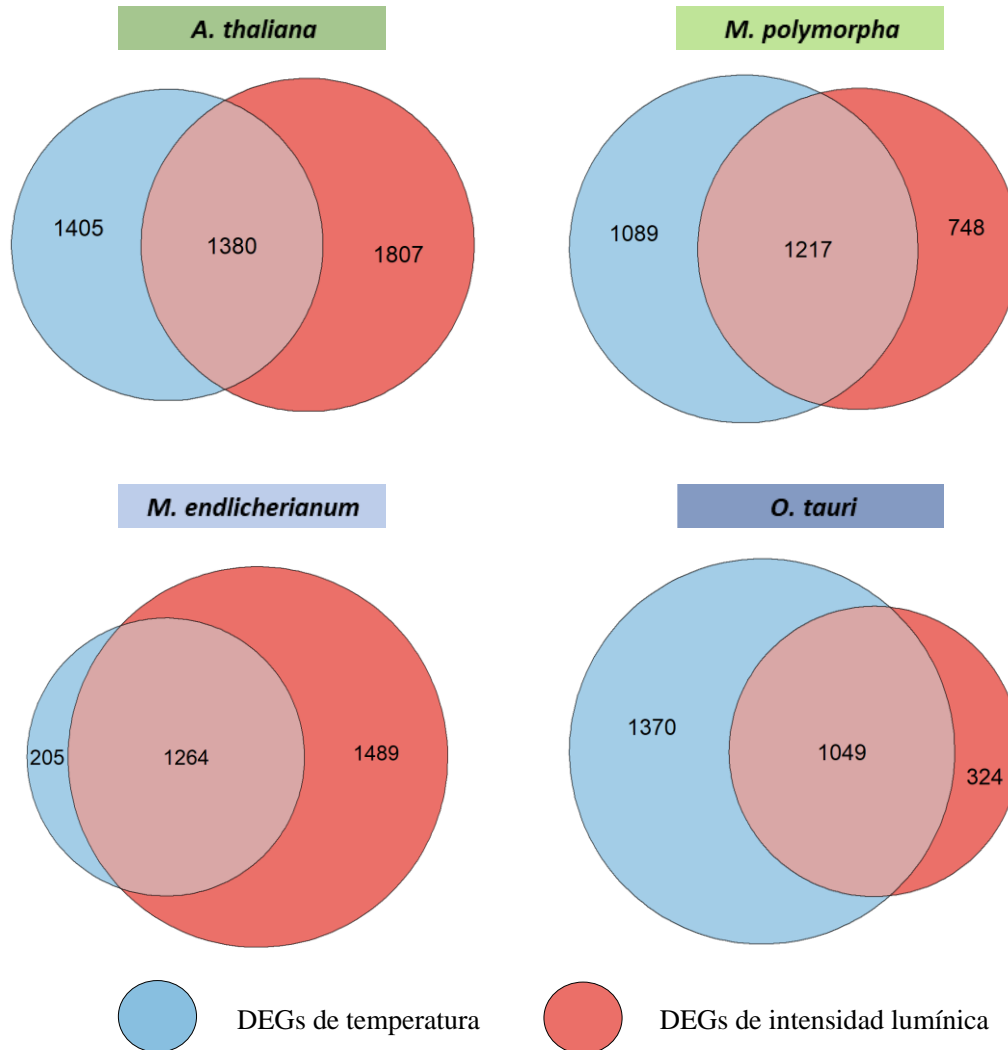 A. thaliana
M. polymorpha
1405
1380
1807
1089
1217
748
M. endlicherianum
O. tauri
205
1264
1489
1370
1049
324
DEGs de temperatura
DEGs de intensidad lumínica